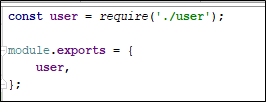 const user = require('./user');
module.exports = {
    user,
};